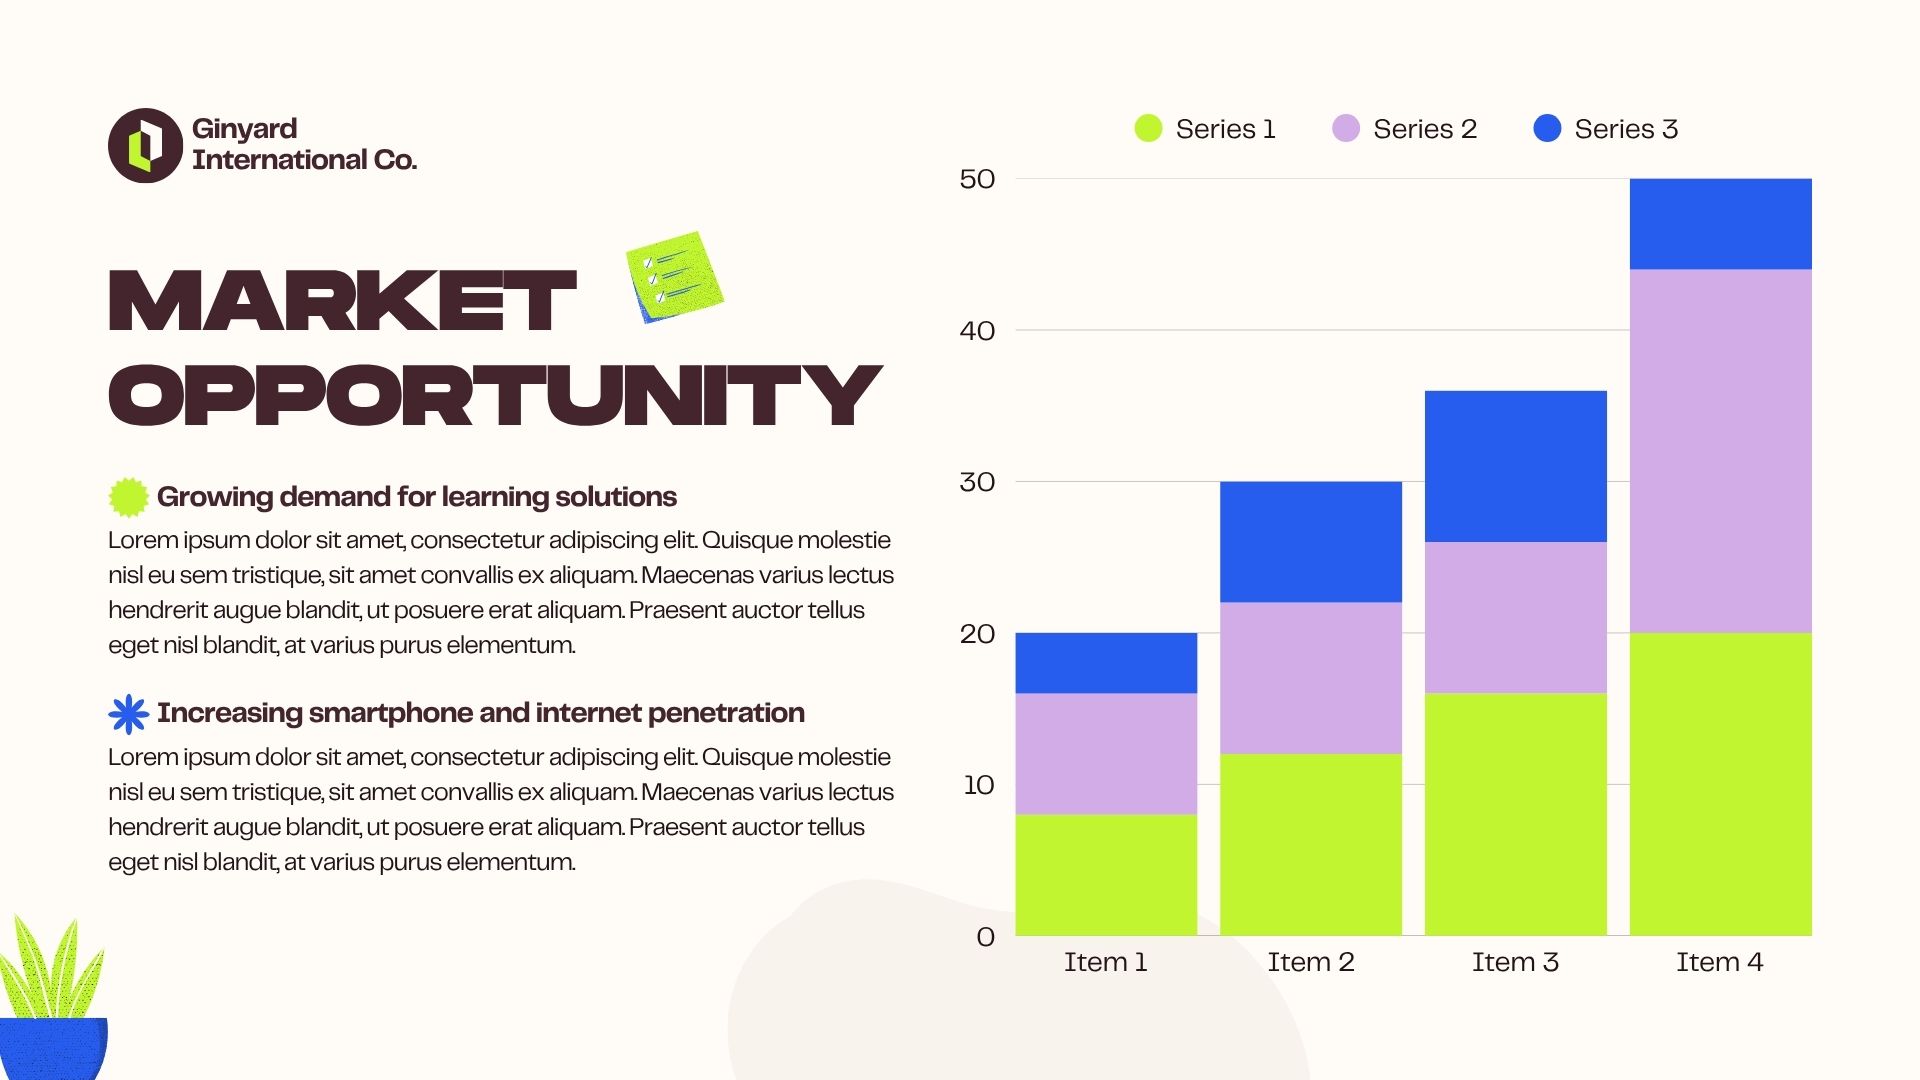 Ginyard
International Co.
MARKET
OPPORTUNITY
Growing demand for learning solutions
Lorem ipsum dolor sit amet, consectetur adipiscing elit. Quisque molestie
nisl eu sem tristique, sit amet convallis ex aliquam. Maecenas varius lectus
hendrerit augue blandit, ut posuere erat aliquam. Praesent auctor tellus
eget nisl blandit, at varius purus elementum.
Increasing smartphone and internet penetration
Lorem ipsum dolor sit amet, consectetur adipiscing elit. Quisque molestie
nisl eu sem tristique, sit amet convallis ex aliquam. Maecenas varius lectus
hendrerit augue blandit, ut posuere erat aliquam. Praesent auctor tellus
eget nisl blandit, at varius purus elementum.
Series 1 Series 2 Series 3
50
40
30
20
10
0
Item 1 Item 2 Item 3 Item 4